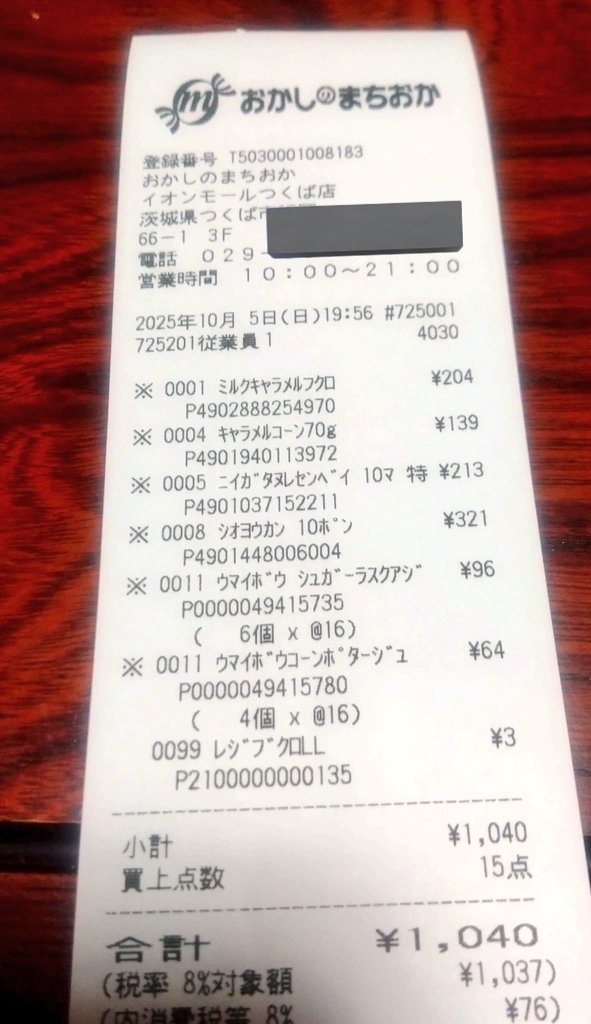 m おかしのまちおか
登録番号 T5030001008183
おかしのまちおか
イオンモールつくば店
茨城県つくば市
66-1 3F
電話 029-
営業時間 10:00~21:00
2025年10月 5日(日)19:56 #725001
725201従業員1 4030
※ 0001 ミルクキャラメルフクロ ¥204
P4902888254970
※ 0004 キャラメルコーン70g ¥139
P4901940113972
※ 0005 ニイガタヌレセンベイ 10マ 特 ¥213
P4901037152211
※ 0008 シオヨウカン 10ポン ¥321
P4901448006004
※ 0011 ウマイボウ シュガーラスクアジ ¥96
P0000049415735
( 6個 x @16)
※ 0011 ウマイボウコーンポタージュ ¥64
P0000049415780
( 4個 x @16)
0099 レジブクロLL ¥3
P2100000000135
小計 ¥1,040
買上点数 15点
合計 ¥1,040
(税率 8%対象額 ¥1,037)
(内消費税等 8% ¥76)